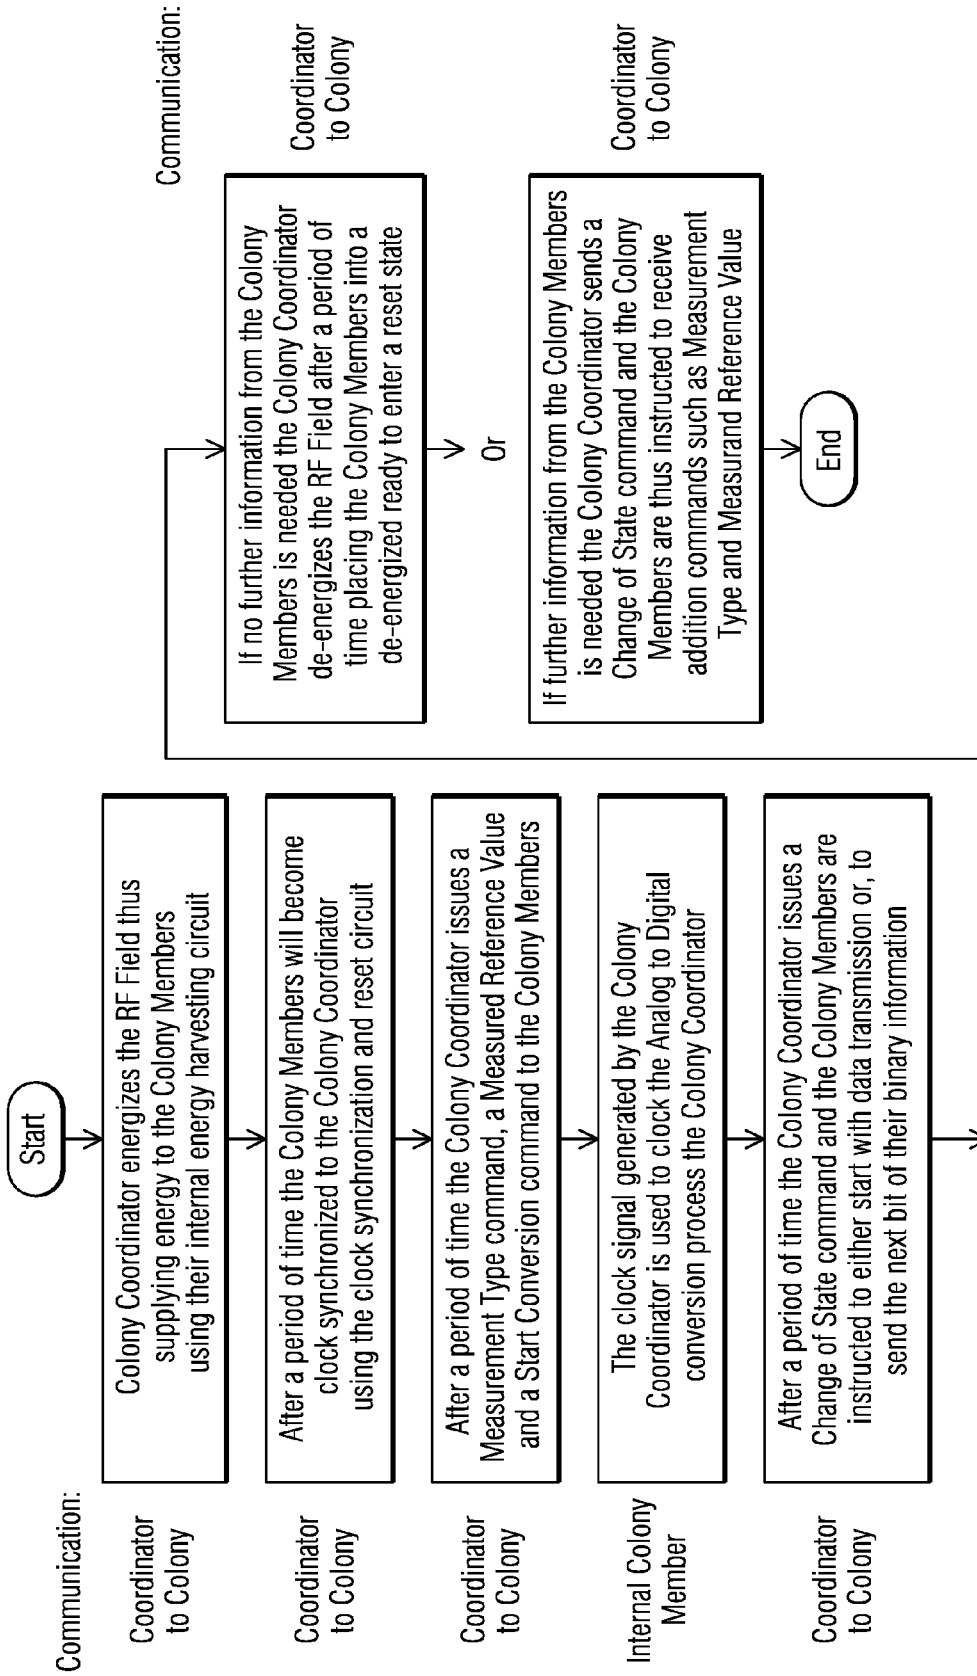 Communication:
Start
Coordinator
to Colony
Colony Coordinator energizes the RF Field thus
supplying energy to the Colony Members
using their internal energy harvesting circuit
Coordinator
to Colony
After a period of time the Colony Members will become
clock synchronized to the Colony Coordinator
using the clock synchronization and reset circuit
Coordinator
to Colony
After a period of time the Colony Coordinator issues a
Measurement Type command, a Measured Reference Value
and a Start Conversion command to the Colony Members
Internal Colony
Member
The clock signal generated by the Colony
Coordinator is used to clock the Analog to Digital
conversion process the Colony Coordinator
Coordinator
to Colony
After a period of time the Colony Coordinator issues a
Change of State command and the Colony Members are
instructed to either start with data transmission or, to
send the next bit of their binary information
Communication:
If no further information from the Colony
Members is needed the Colony Coordinator
de-energizes the RF Field after a period of
time placing the Colony Members into a
de-energized ready to enter a reset state
Coordinator
to Colony
Or
If further information from the Colony Members
is needed the Colony Coordinator sends a
Change of State command and the Colony
Members are thus instructed to receive
addition commands such as Measurement
Type and Measurand Reference Value
Coordinator
to Colony
End